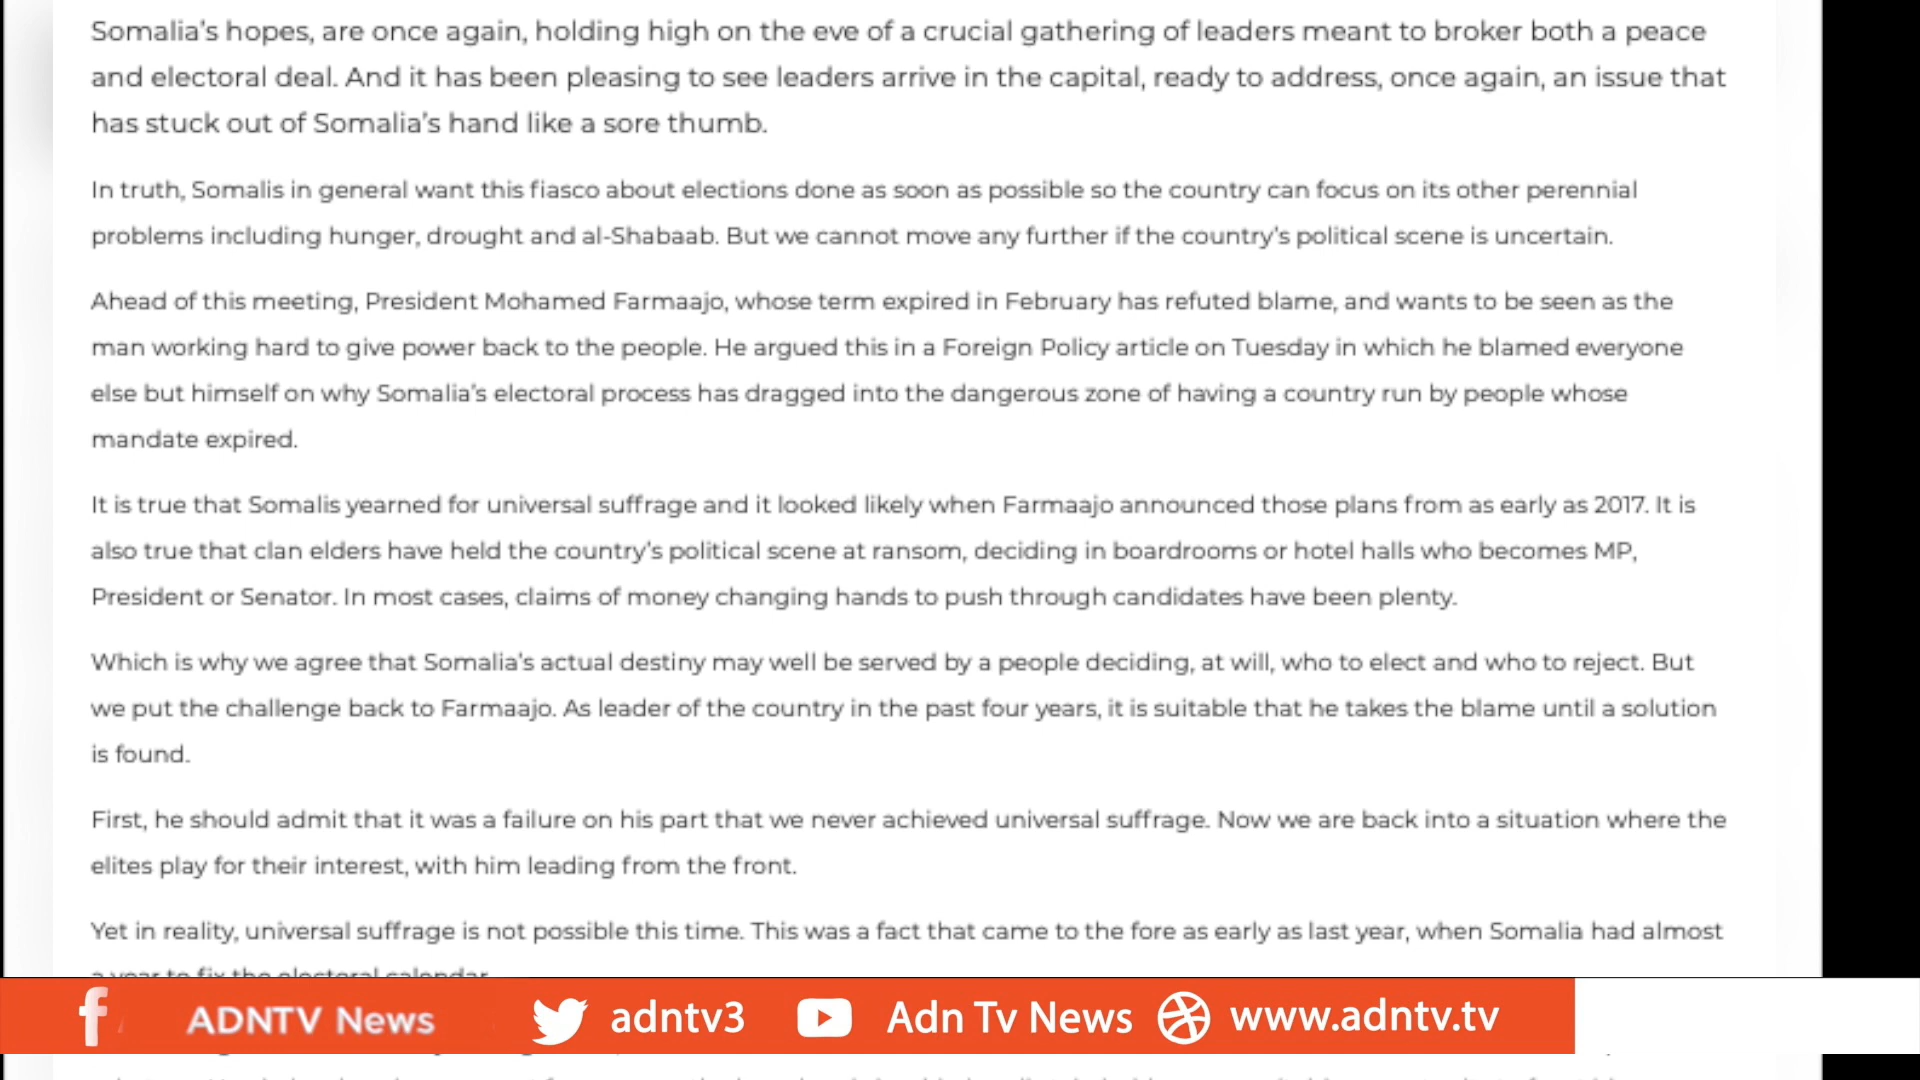 Somalia's hopes, are once again, holding high on the eve of a crucial gathering of leaders meant to broker both a peace
and electoral deal. And it has been pleasing to see leaders arrive in the capital, ready to address, once again, an issue that
has stuck out of Somalia's hand like a sore thumb.
In truth, Somalis in general want this fiasco about elections done as soon as possible so the country can focus on its other perennial
problems including hunger, drought and al-Shabaab. But we cannot move any further if the country's political scene is uncertain.
Ahead of this meeting, President Mohamed Farmaajo, whose term expired in February has refuted blame, and wants to be seen as the
man working hard to give power back to the people. He argued this in a Foreign Policy article on Tuesday in which he blamed everyone
else but himself on why Somalia's electoral process has dragged into the dangerous zone of having a country run by people whose
mandate expired.
It is true that Somalis yearned for universal suffrage and it looked likely when Farmaajo announced those plans from as early as 2017. It is
also true that clan elders have held the country's political scene at ransom, deciding in boardrooms or hotel halls who becomes MP,
President or Senator. In most cases, claims of money changing hands to push through candidates have been plenty.
Which is why we agree that Somalia's actual destiny may well be served by a people deciding, at will, who to elect and who to reject. But
we put the challenge back to Farmaajo. As leader of the country in the past four years, it is suitable that he takes the blame until a solution
is found.
First, he should admit that it was a failure on his part that we never achieved universal suffrage. Now we are back into a situation where the
elites play for their interest, with him leading from the front.
Yet in reality, universal suffrage is not possible this time. This was a fact that came to the fore as early as last year, when Somalia had almost
a year to fix the electoral calendar.
f ADNTV News adntv3 Adn Tv News www.adntv.tv